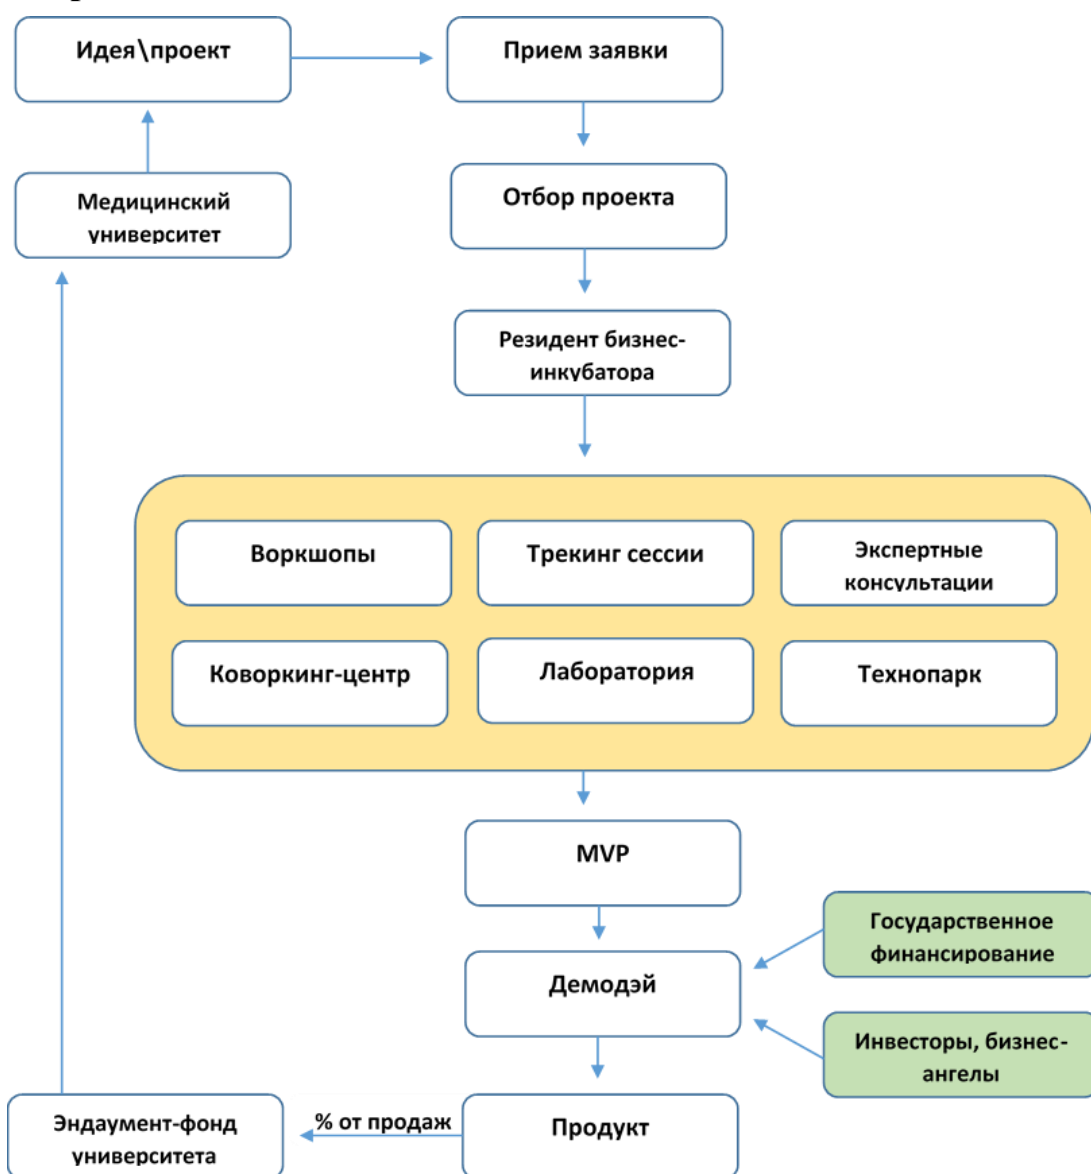 Идея\проект
Прием заявки
Медицинский
университет
Отбор проекта
Резидент бизнес-
инкубатора
Воркшопы
Трекинг сессии
Экспертные
консультации
Коворкинг-центр
Лаборатория
Технопарк
MVP
Государственное
финансирование
Демодэй
Инвесторы, бизнес-
ангелы
Эндаумент-фонд
университета
% от продаж
Продукт